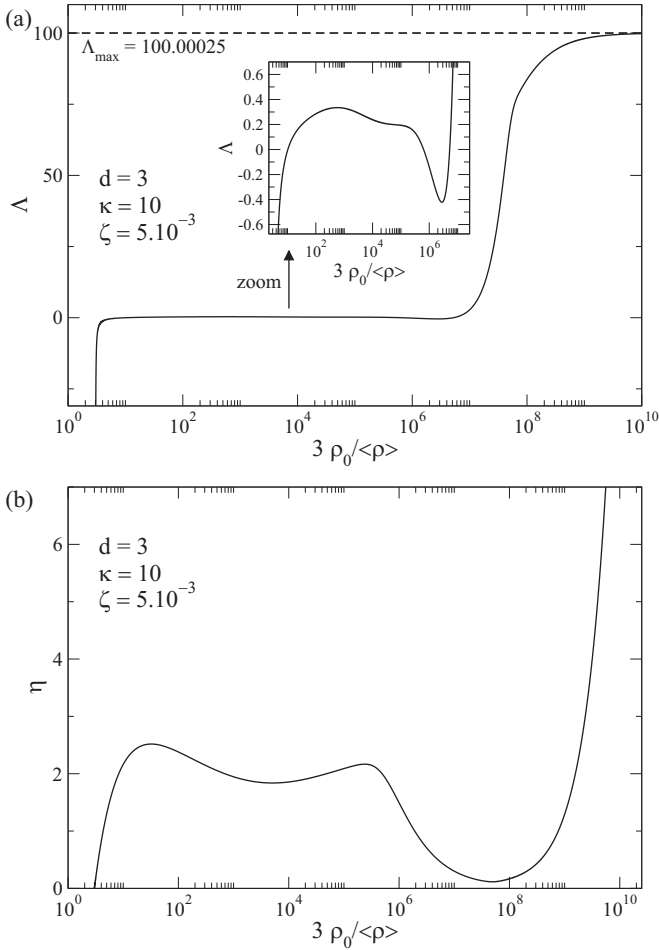 (a)
100
Λmax = 100.00025
0.6
0.4
0.2
0
-0.2
-0.4
-0.6
Λ
10² 10⁴ 10⁶
3 ρ₀/<ρ>
d = 3
κ = 10
ζ = 5.10⁻³
zoom
50
0
Λ
10⁰ 10² 10⁴ 10⁶ 10⁸ 10¹⁰
3 ρ₀/<ρ>
(b)
d = 3
κ = 10
ζ = 5.10⁻³
6
4
2
0
η
10⁰ 10² 10⁴ 10⁶ 10⁸ 10¹⁰
3 ρ₀/<ρ>